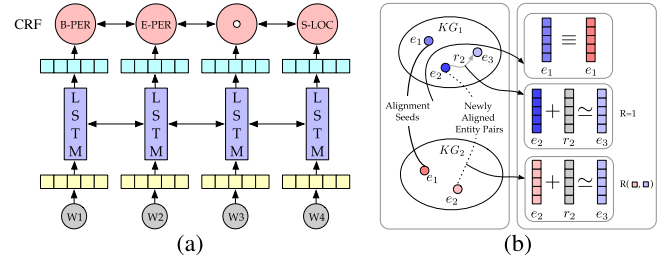 CRF B-PER E-PER O S-LOC
L S T M L S T M L S T M L S T M
W1 W2 W3 W4
(a)
KG1
e1 r2 e3
e2
Alignment Seeds
Newly Aligned Entity Pairs
KG2
e1
e2
e1 ≡ e1
e2 + r2 ≃ e3 R=1
e2 + r2 ≃ e3 R( , )
(b)